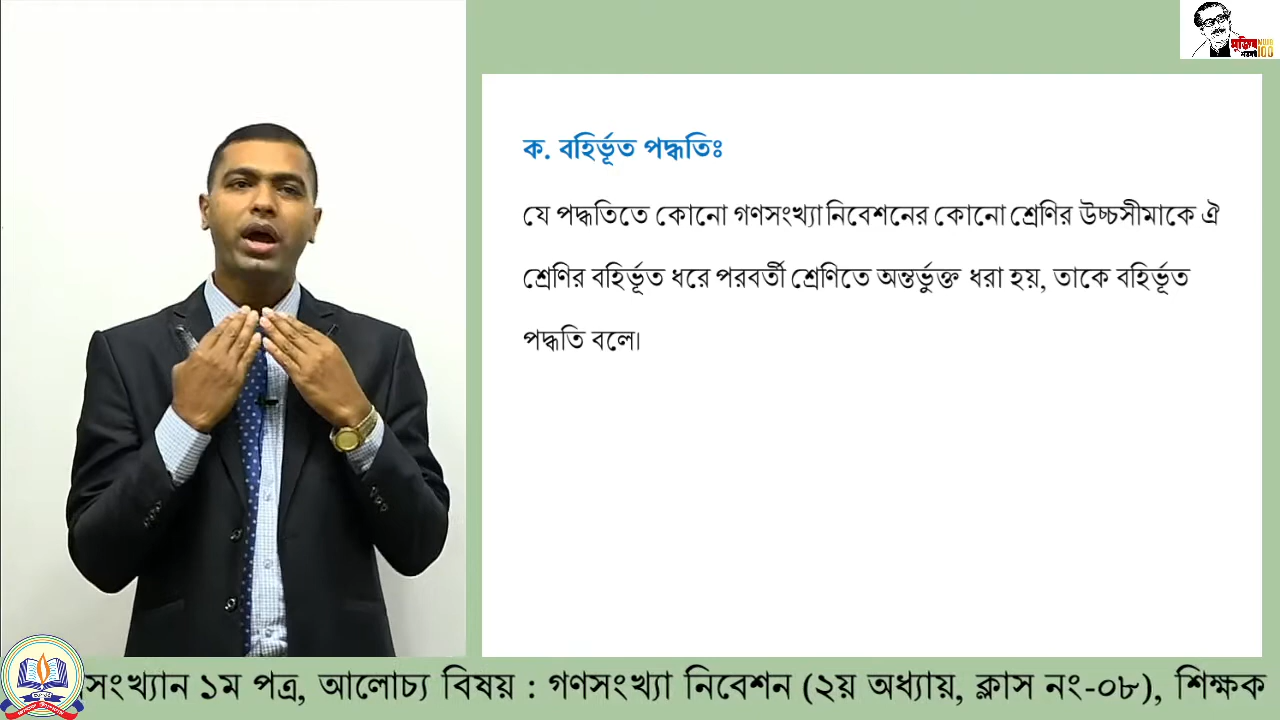 ক. বহির্ভূত পদ্ধতিঃ
যে পদ্ধতিতে কোনো গণসংখ্যা নিবেশনের কোনো শ্রেণির উচ্চসীমাকে ঐ
শ্রেণির বহির্ভূত ধরে পরবর্তী শ্রেণিতে অন্তর্ভুক্ত ধরা হয়, তাকে বহির্ভূত
পদ্ধতি বলে।
সংখ্যান ১ম পত্র, আলোচ্য বিষয় : গণসংখ্যা নিবেশন (২য় অধ্যায়, ক্লাস নং-০৮), শিক্ষক